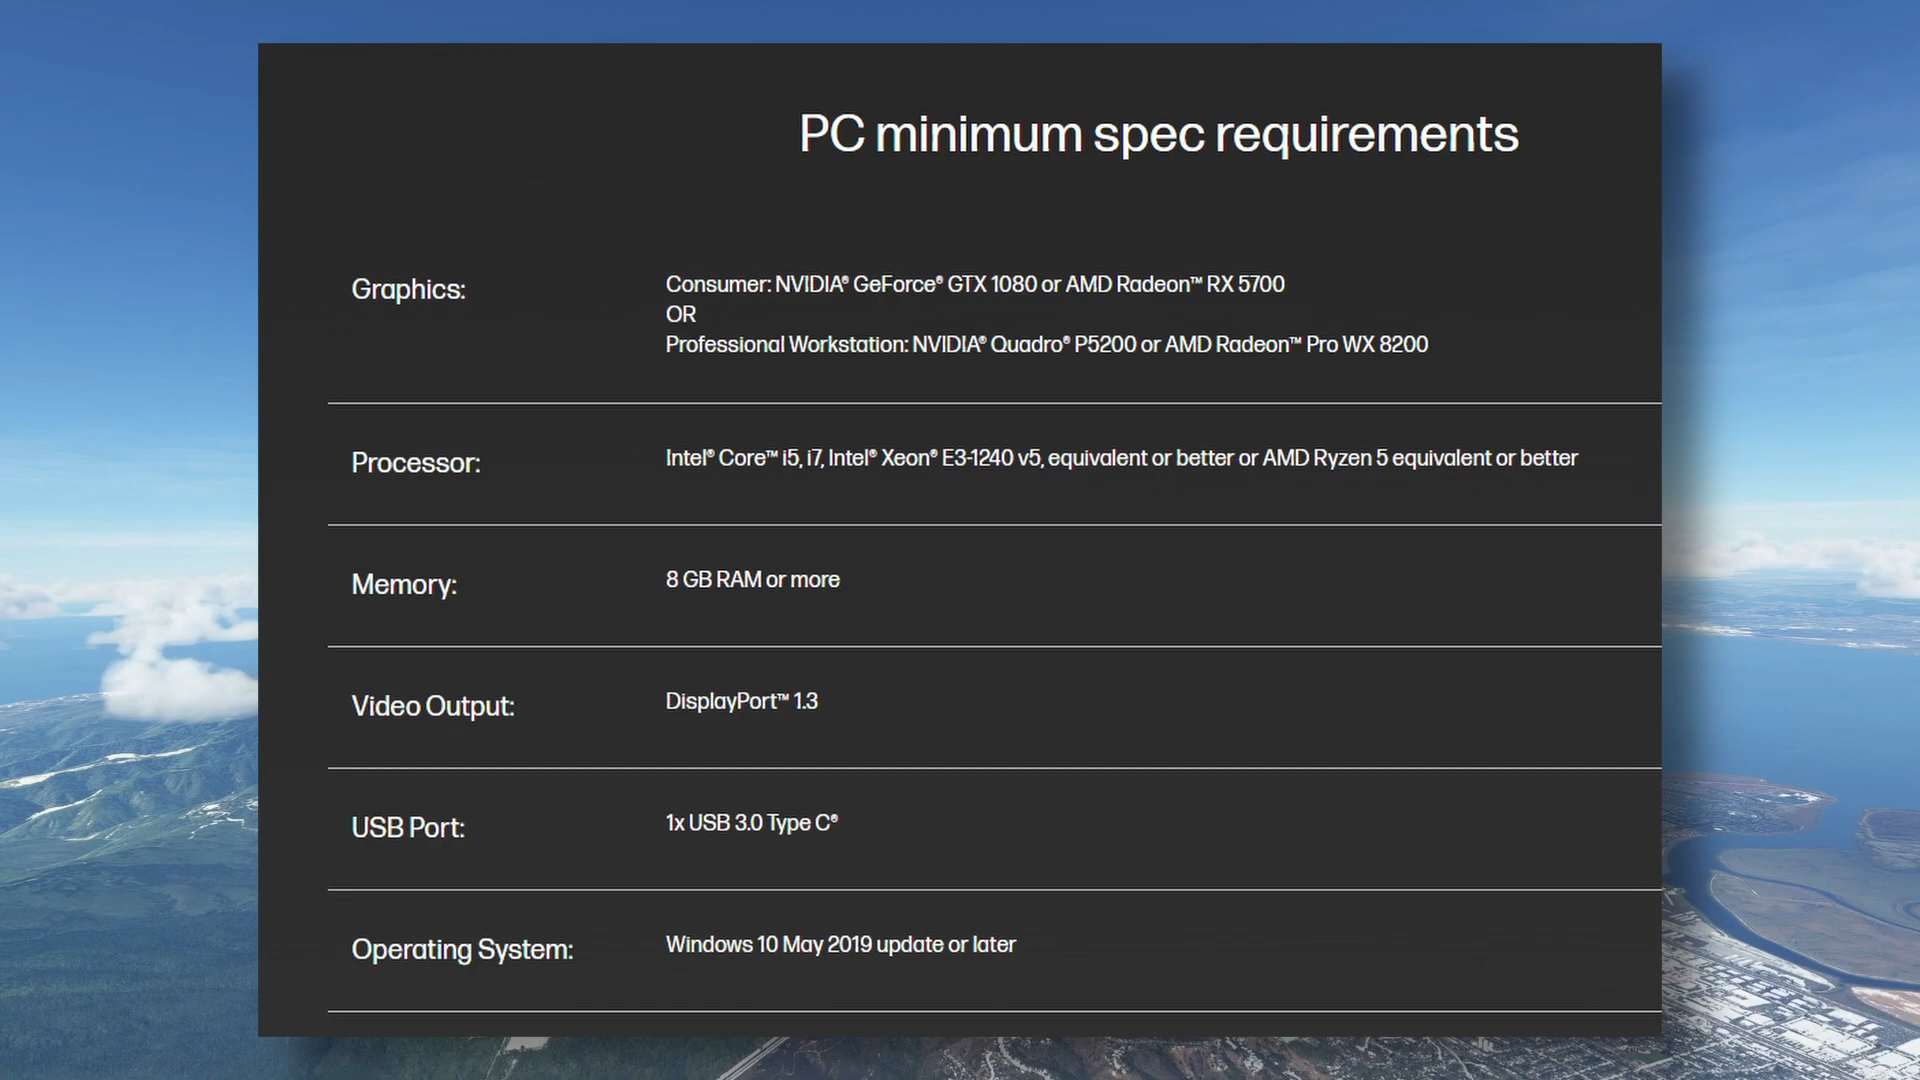 PC minimum spec requirements
Graphics:
Consumer: NVIDIA® GeForce® GTX 1080 or AMD Radeon™ RX 5700
OR
Professional Workstation: NVIDIA® Quadro® P5200 or AMD Radeon™ Pro WX 8200
Processor:
Intel® Core™ i5, i7, Intel® Xeon® E3-1240 v5, equivalent or better or AMD Ryzen 5 equivalent or better
Memory:
8 GB RAM or more
Video Output:
DisplayPort™ 1.3
USB Port:
1x USB 3.0 Type C®
Operating System:
Windows 10 May 2019 update or later